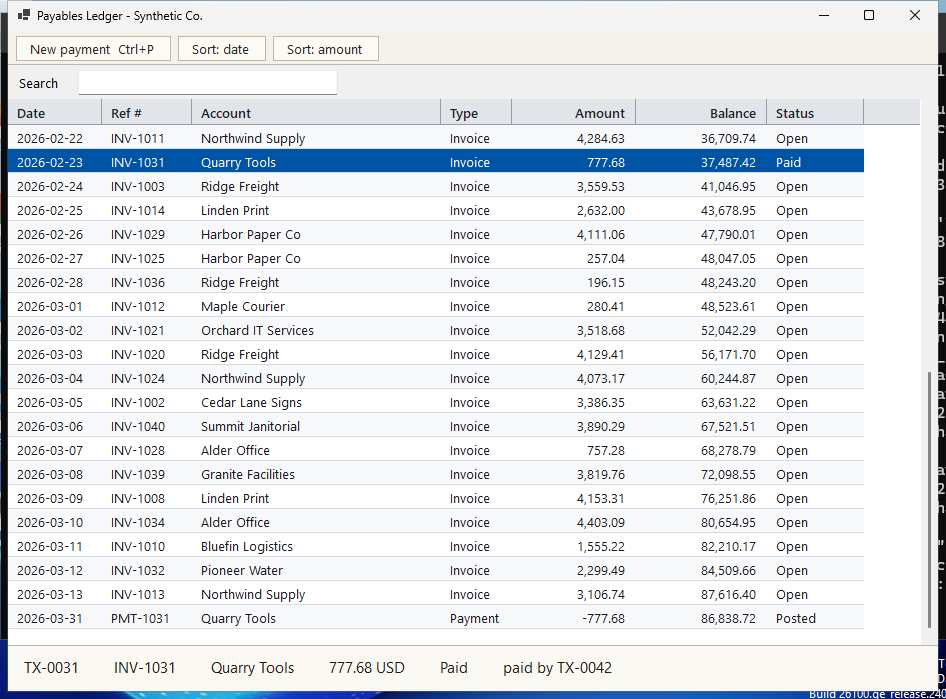 Payables Ledger - Synthetic Co.
New payment Ctrl+P Sort: date Sort: amount
Search
Date Ref # Account Type Amount Balance Status
2026-02-22 INV-1011 Northwind Supply Invoice 4,284.63 36,709.74 Open
2026-02-23 INV-1031 Quarry Tools Invoice 777.68 37,487.42 Paid
2026-02-24 INV-1003 Ridge Freight Invoice 3,559.53 41,046.95 Open
2026-02-25 INV-1014 Linden Print Invoice 2,632.00 43,678.95 Open
2026-02-26 INV-1029 Harbor Paper Co Invoice 4,111.06 47,790.01 Open
2026-02-27 INV-1025 Harbor Paper Co Invoice 257.04 48,047.05 Open
2026-02-28 INV-1036 Ridge Freight Invoice 196.15 48,243.20 Open
2026-03-01 INV-1012 Maple Courier Invoice 280.41 48,523.61 Open
2026-03-02 INV-1021 Orchard IT Services Invoice 3,518.68 52,042.29 Open
2026-03-03 INV-1020 Ridge Freight Invoice 4,129.41 56,171.70 Open
2026-03-04 INV-1024 Northwind Supply Invoice 4,073.17 60,244.87 Open
2026-03-05 INV-1002 Cedar Lane Signs Invoice 3,386.35 63,631.22 Open
2026-03-06 INV-1040 Summit Janitorial Invoice 3,890.29 67,521.51 Open
2026-03-07 INV-1028 Alder Office Invoice 757.28 68,278.79 Open
2026-03-08 INV-1039 Granite Facilities Invoice 3,819.76 72,098.55 Open
2026-03-09 INV-1008 Linden Print Invoice 4,153.31 76,251.86 Open
2026-03-10 INV-1034 Alder Office Invoice 4,403.09 80,654.95 Open
2026-03-11 INV-1010 Bluefin Logistics Invoice 1,555.22 82,210.17 Open
2026-03-12 INV-1032 Pioneer Water Invoice 2,299.49 84,509.66 Open
2026-03-13 INV-1013 Northwind Supply Invoice 3,106.74 87,616.40 Open
2026-03-31 PMT-1031 Quarry Tools Payment -777.68 86,838.72 Posted
TX-0031 INV-1031 Quarry Tools 777.68 USD Paid paid by TX-0042
Build 26100.ge_release.240